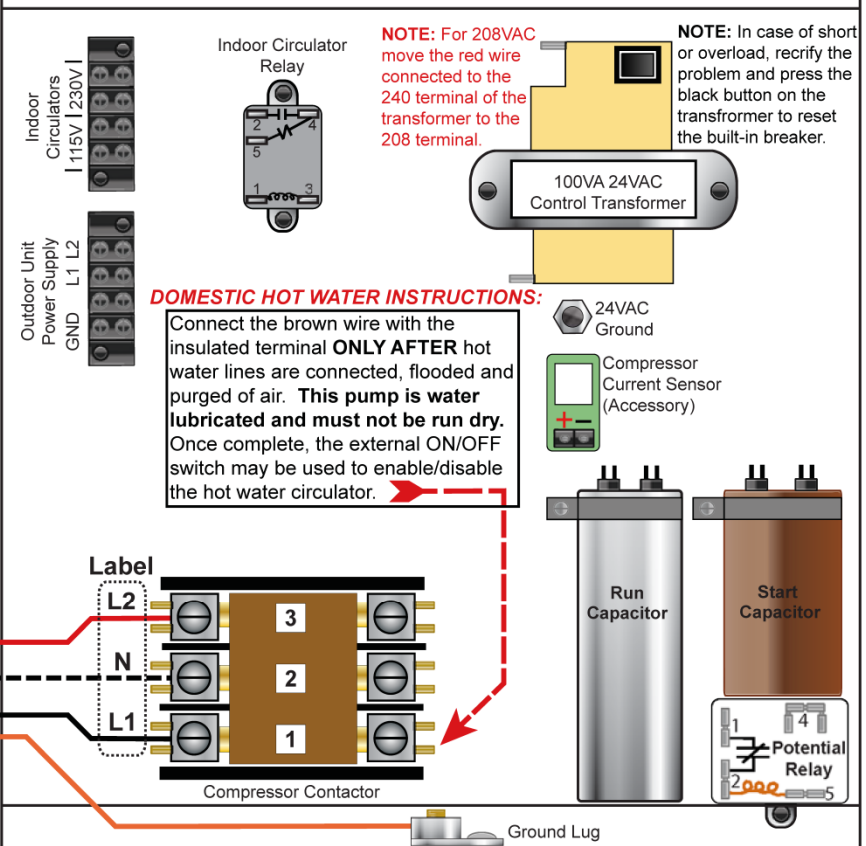 Indoor Circulator
Relay
NOTE: For 208VAC
move the red wire
connected to the
240 terminal of the
transformer to the
208 terminal.
NOTE: In case of short
or overload, recrify the
problem and press the
black button on the
transfromer to reset
the built-in breaker.
Indoor
Circulators
| 115V | 230V |
2
4
5
1
3
100VA 24VAC
Control Transformer
Outdoor Unit
Power Supply
GND L1 L2
DOMESTIC HOT WATER INSTRUCTIONS:
Connect the brown wire with the
insulated terminal ONLY AFTER hot
water lines are connected, flooded and
purged of air. This pump is water
lubricated and must not be run dry.
Once complete, the external ON/OFF
switch may be used to enable/disable
the hot water circulator.
24VAC
Ground
Compressor
Current Sensor
(Accessory)
+ −
Label
L2
N
L1
3
2
1
Compressor Contactor
Run
Capacitor
Start
Capacitor
1
4
Potential
Relay
2
5
Ground Lug